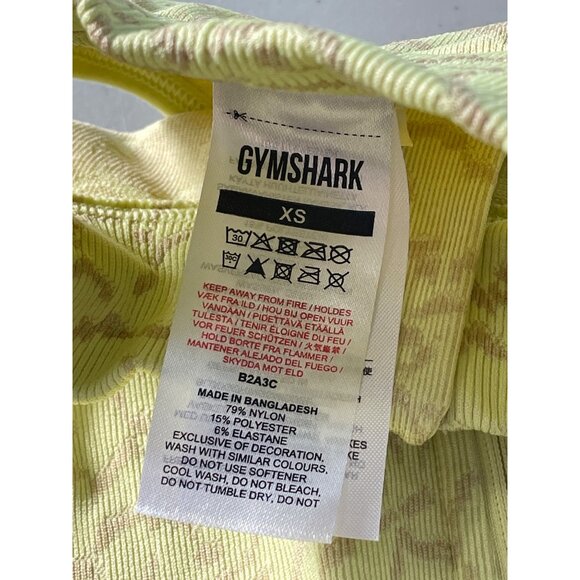 GYMSHARK
XS
30
30C
KEEP AWAY FROM FIRE / HOLDES
VÆK FRA ILD / HOU BIJ OPEN VUUR
VANDAAN / PIDETTÄVÄ ETÄÄLLÄ
TULESTA / TENIR ÉLOIGNÉ DU FEU /
VOR FEUER SCHÜTZEN / 火気厳禁 /
HOLD BORTE FRA FLAMMER /
MANTENER ALEJADO DEL FUEGO /
SKYDDA MOT ELD
B2A3C
MADE IN BANGLADESH
79% NYLON
15% POLYESTER
6% ELASTANE
EXCLUSIVE OF DECORATION.
WASH WITH SIMILAR COLOURS,
DO NOT USE SOFTENER
COOL WASH, DO NOT BLEACH,
DO NOT TUMBLE DRY, DO NOT